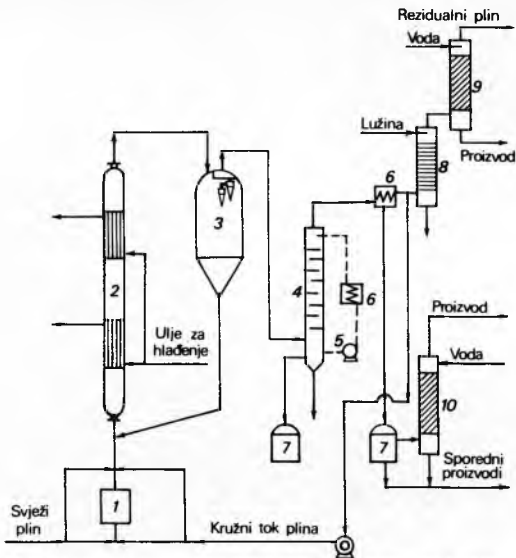 Rezidualni plin
Voda
9
Lužina
6
8
Proizvod
3
4
6
2
Proizvod
5
Ulje za
hlađenje
Voda
10
7
7
Sporedni
proizvodi
1
Svježi
plin
Kružni tok plina